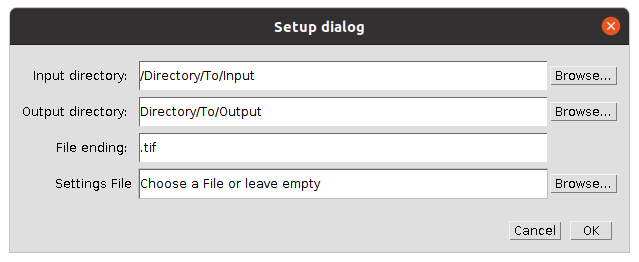 Setup dialog
Input directory: /Directory/To/Input Browse...
Output directory: Directory/To/Output Browse...
File ending: .tif
Settings File Choose a File or leave empty Browse...
Cancel OK